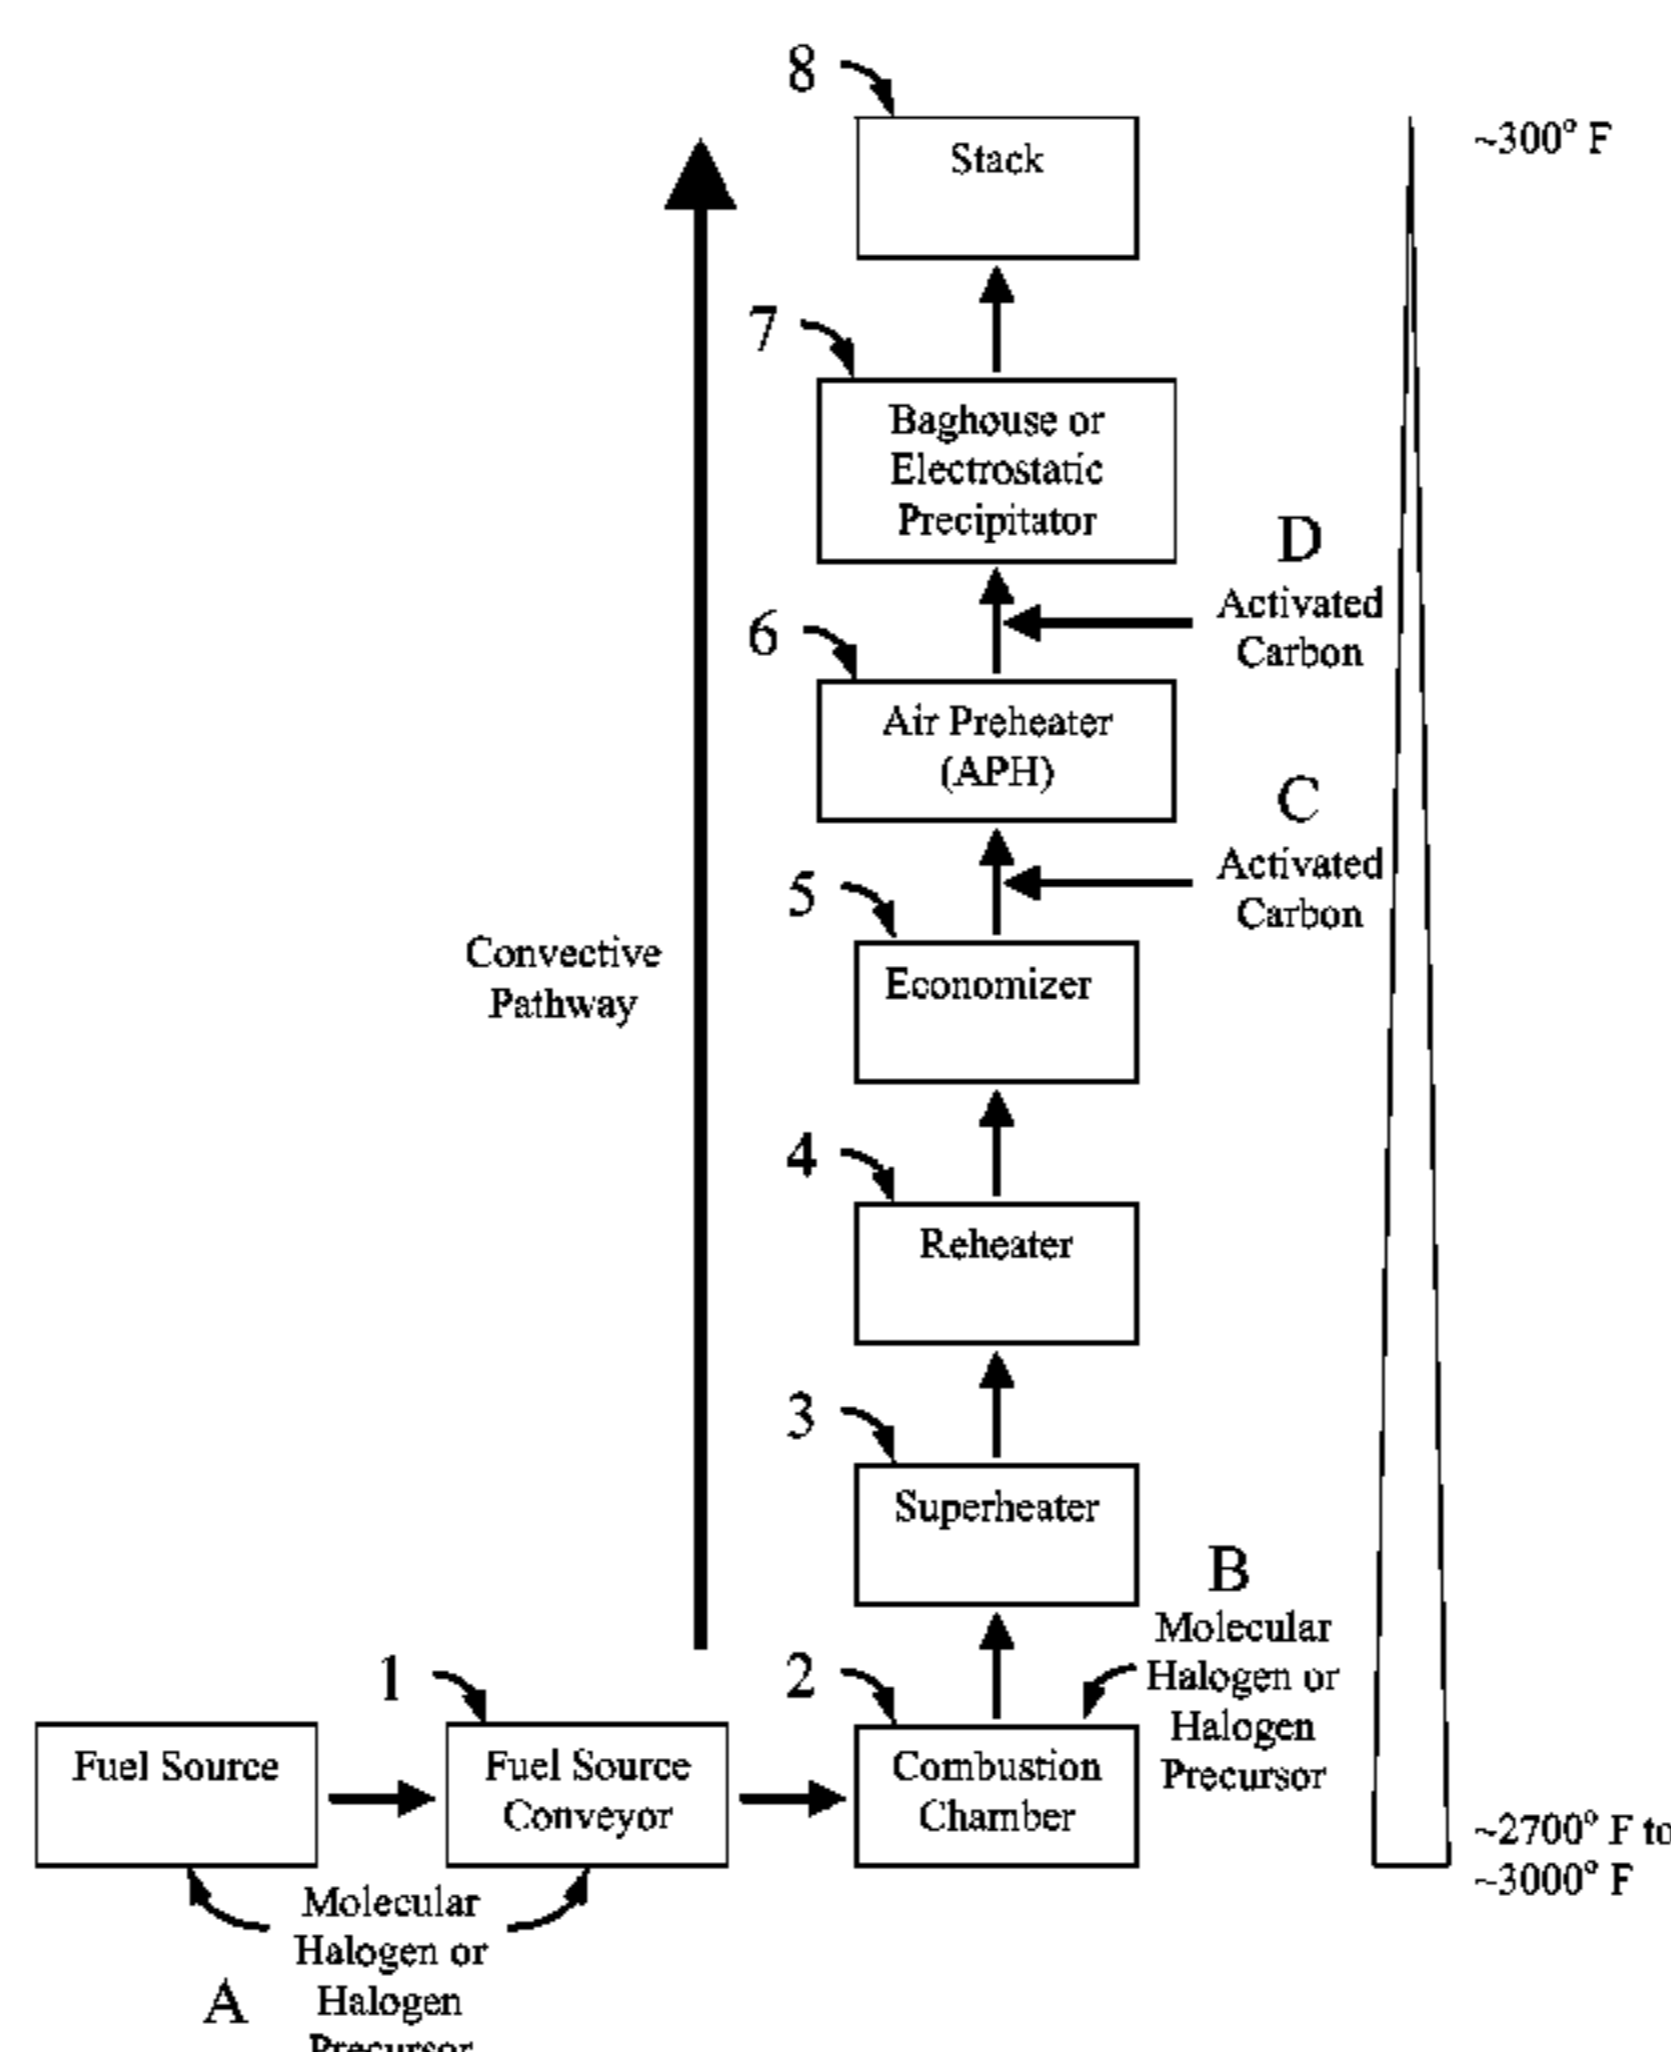 8
Stack
~300° F
7
Baghouse or
Electrostatic
Precipitator
D
Activated
Carbon
6
Air Preheater
(APH)
C
Activated
Carbon
5
Economizer
Convective
Pathway
4
Reheater
3
Superheater
B
Molecular
Halogen or
Halogen
Precursor
1
2
Fuel Source
Fuel Source
Conveyor
Combustion
Chamber
~2700° F to
~3000° F
A
Molecular
Halogen or
Halogen
Precursor